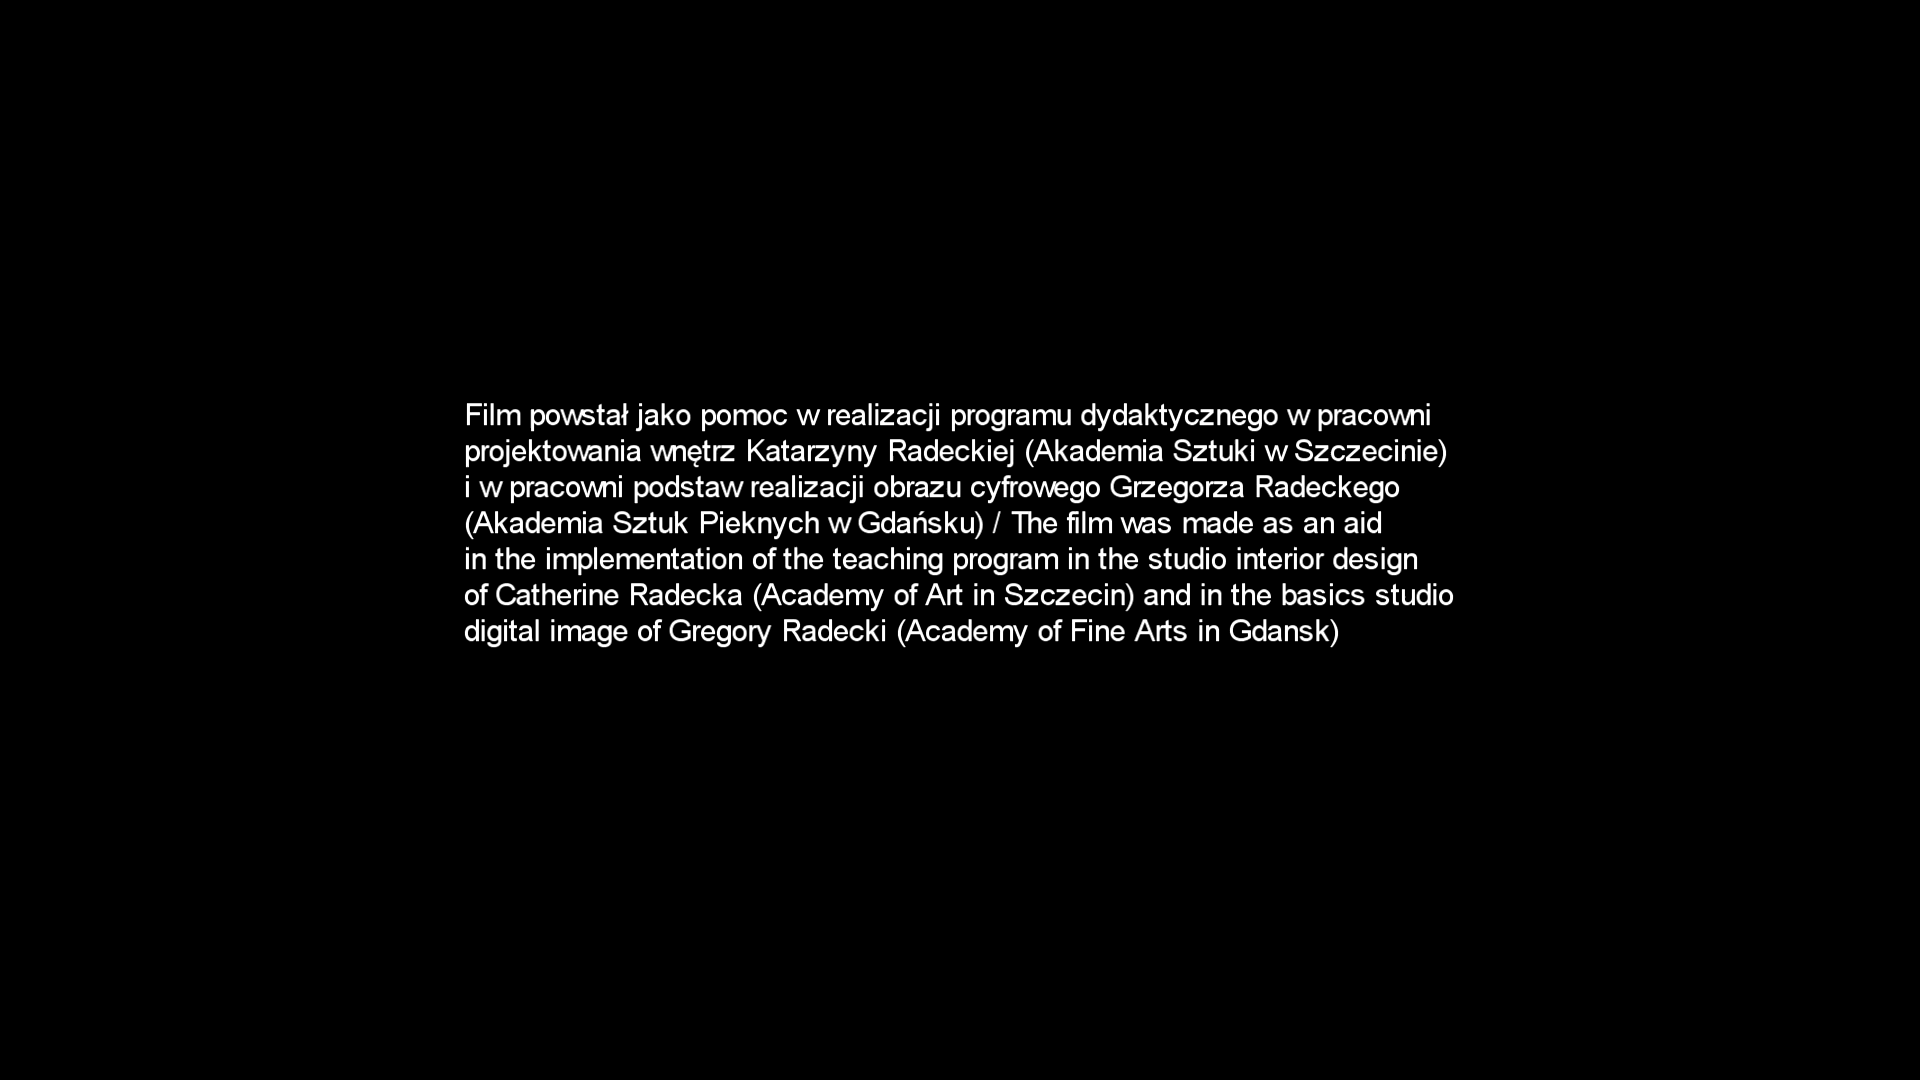 Film powstał jako pomoc w realizacji programu dydaktycznego w pracowni
projektowania wnętrz Katarzyny Radeckiej (Akademia Sztuki w Szczecinie)
i w pracowni podstaw realizacji obrazu cyfrowego Grzegorza Radeckego
(Akademia Sztuk Pieknych w Gdańsku) / The film was made as an aid
in the implementation of the teaching program in the studio interior design
of Catherine Radecka (Academy of Art in Szczecin) and in the basics studio
digital image of Gregory Radecki (Academy of Fine Arts in Gdansk)